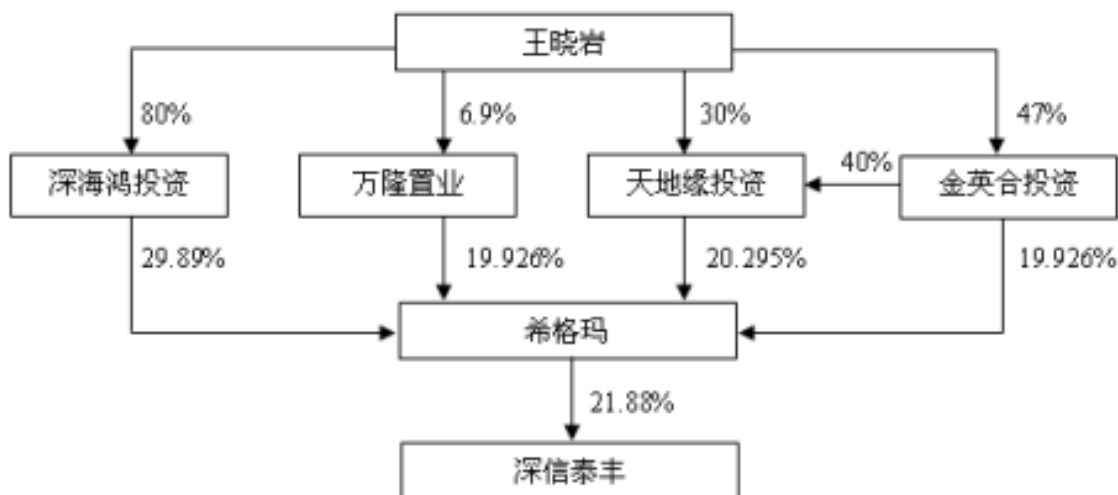 王晓岩
80%
6.9%
30%
47%
深海鸿投资
万隆置业
天地缘投资
40%
金英合投资
29.89%
19.926%
20.295%
19.926%
希格玛
21.88%
深信泰丰